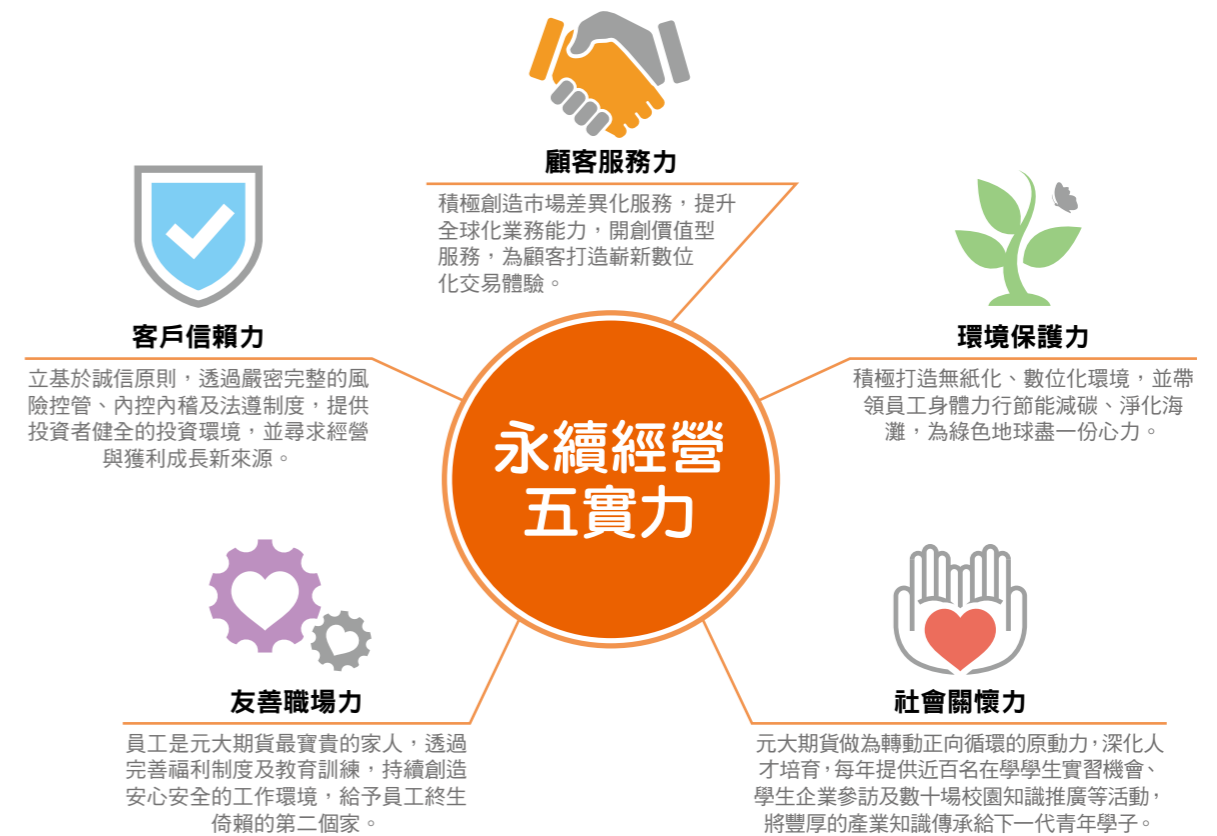 顧客服務力
積極創造市場差異化服務，提升
全球化業務能力，開創價值型
服務，為顧客打造嶄新數位
化交易體驗。
客戶信賴力
立基於誠信原則，透過嚴密完整的風
險控管、內控內稽及法遵制度，提供
投資者健全的投資環境，並尋求經營
與獲利成長新來源。
環境保護力
積極打造無紙化、數位化環境，並帶
領員工身體力行節能減碳、淨化海
灘，為綠色地球盡一份心力。
永續經營
五實力
友善職場力
員工是元大期貨最寶貴的家人，透過
完善福利制度及教育訓練，持續創造
安心安全的工作環境，給予員工終生
倚賴的第二個家。
社會關懷力
元大期貨做為轉動正向循環的原動力，深化人
才培育，每年提供近百名在學學生實習機會、
學生企業參訪及數十場校園知識推廣等活動，
將豐厚的產業知識傳承給下一代青年學子。